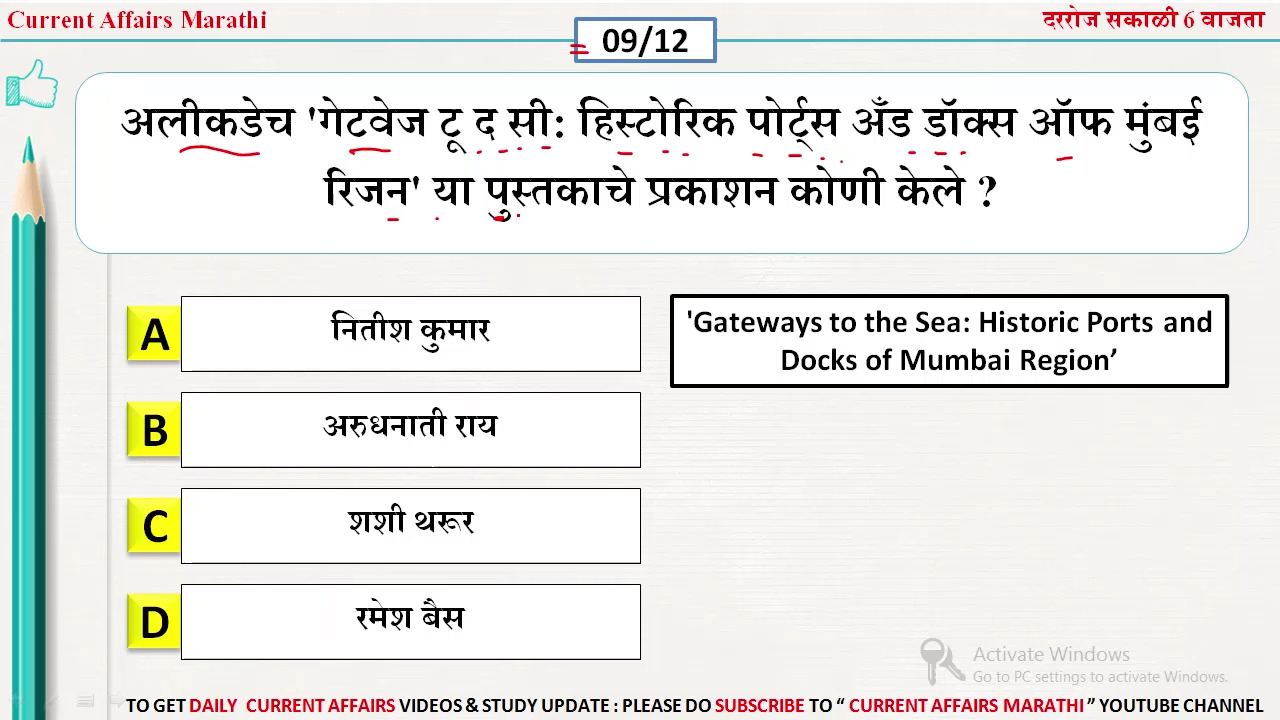 Current Affairs Marathi
दररोज सकाळी 6 वाजता
09/12
अलीकडेच 'गेटवेज टू द सी: हिस्टोरिक पोर्ट्स अँड डॉक्स ऑफ मुंबई
रिजन' या पुस्तकाचे प्रकाशन कोणी केले ?
A
नितीश कुमार
'Gateways to the Sea: Historic Ports and
Docks of Mumbai Region’
B
अरुधनाती राय
C
शशी थरूर
D
रमेश बैस
Activate Windows
Go to PC settings to activate Windows.
TO GET DAILY CURRENT AFFAIRS VIDEOS & STUDY UPDATE : PLEASE DO SUBSCRIBE TO “ CURRENT AFFAIRS MARATHI ” YOUTUBE CHANNEL